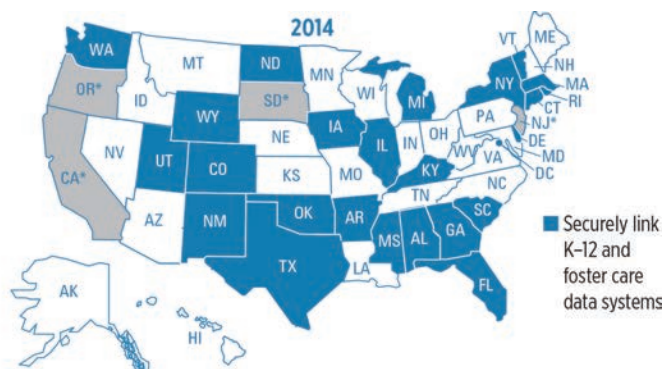 2014
WA
MT
ND
MN
VT
ME
NH
MA
RI
CT
NY
OR*
ID
SD*
WI
MI
WY
IA
PA
NJ*
DE
MD
DC
NE
NV
UT
CO
IL
IN
OH
WV
VA
CA*
KS
MO
KY
NC
TN
AZ
NM
OK
AR
SC
MS
AL
GA
TX
LA
FL
AK
HI
Securely link
K–12 and
foster care
data systems